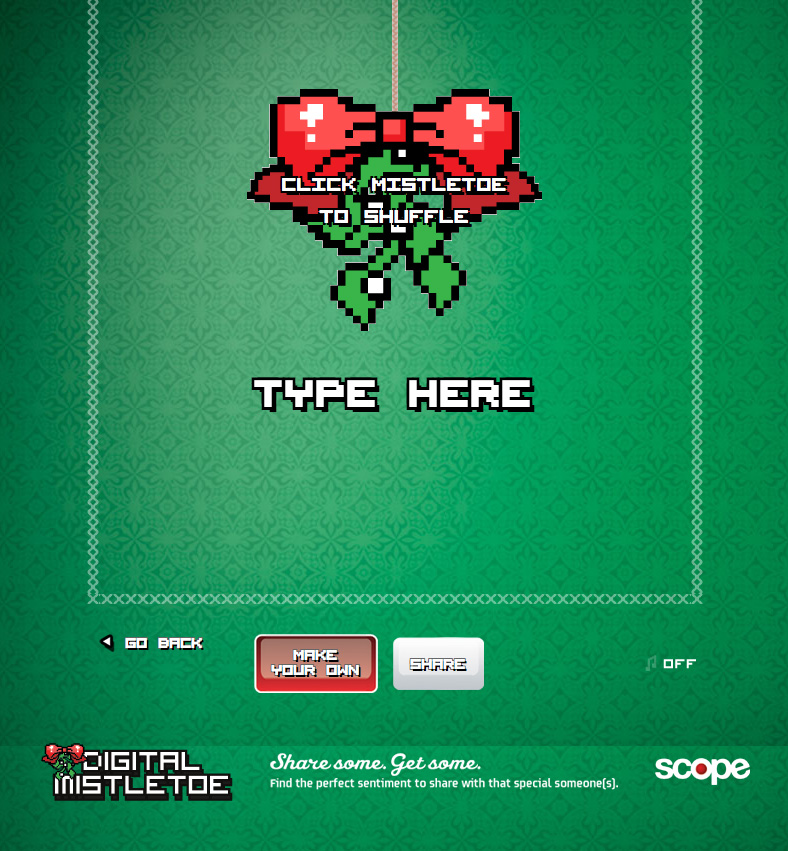 CLICK MISTLETOE
TO SHUFFLE
TYPE HERE
GO BACK
MAKE
YOUR OWN
SHARE
OFF
DIGITAL
MISTLETOE
Share some. Get some.
Find the perfect sentiment to share with that special someone(s).
scope